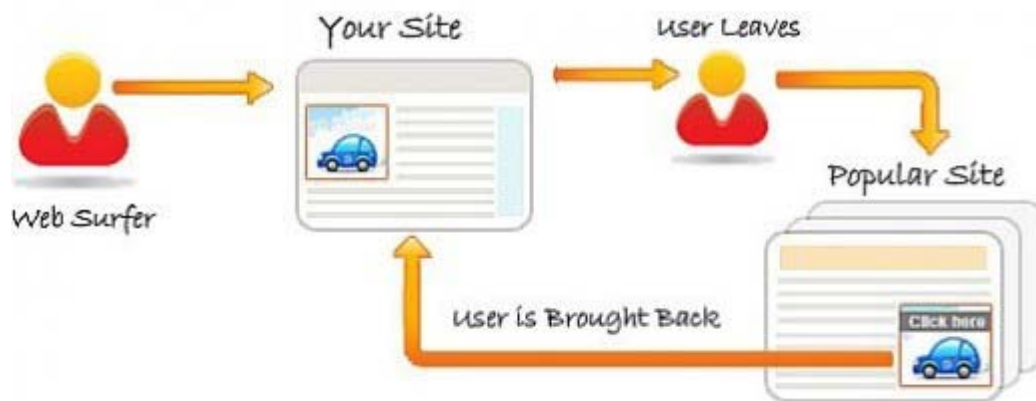 Your Site
User Leaves
Web Surfer
Popular Site
User is Brought Back
Click here